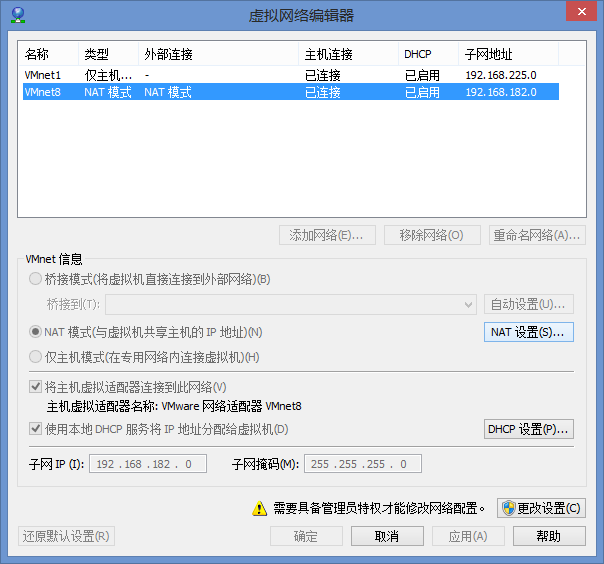 虚拟网络编辑器
名称 类型 外部连接 主机连接 DHCP 子网地址
VMnet1 仅主机... - 已连接 已启用 192.168.225.0
VMnet8 NAT 模式 NAT 模式 已连接 已启用 192.168.182.0
添加网络(E)... 移除网络(O) 重命名网络(A)...
VMnet 信息
桥接模式(将虚拟机直接连接到外部网络)(B)
桥接到(T): 自动设置(U)...
NAT 模式(与虚拟机共享主机的 IP 地址)(N) NAT 设置(S)...
仅主机模式(在专用网络内连接虚拟机)(H)
将主机虚拟适配器连接到此网络(V)
主机虚拟适配器名称: VMware 网络适配器 VMnet8
使用本地 DHCP 服务将 IP 地址分配给虚拟机(D) DHCP 设置(P)...
子网 IP (I): 192 .168 .182 . 0 子网掩码(M): 255 .255 .255 . 0
需要具备管理员特权才能修改网络配置。 更改设置(C)
还原默认设置(R) 确定 取消 应用(A) 帮助